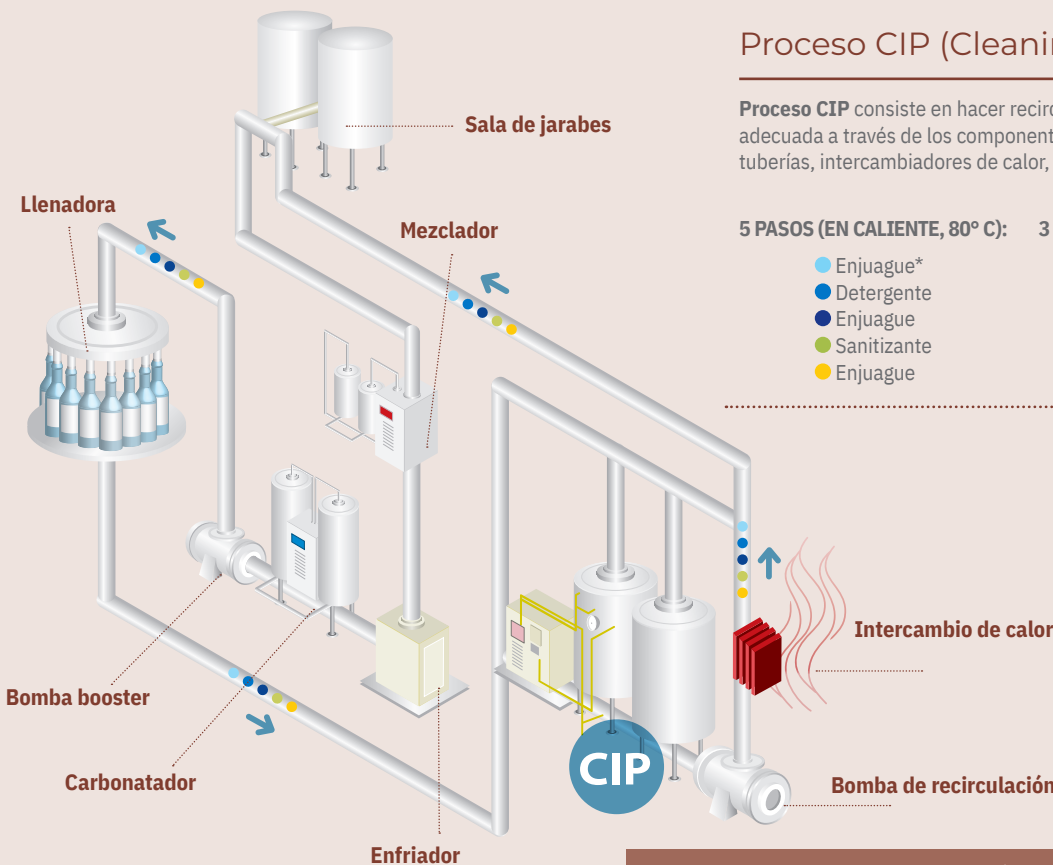 Proceso CIP (Cleanin
Proceso CIP consiste en hacer recirc
adecuada a través de los component
tuberías, intercambiadores de calor,
5 PASOS (EN CALIENTE, 80° C): 3
Enjuague*
Detergente
Enjuague
Sanitizante
Enjuague
Sala de jarabes
Llenadora
Mezclador
Intercambio de calor
Bomba booster
CIP
Carbonatador
Bomba de recirculación
Enfriador